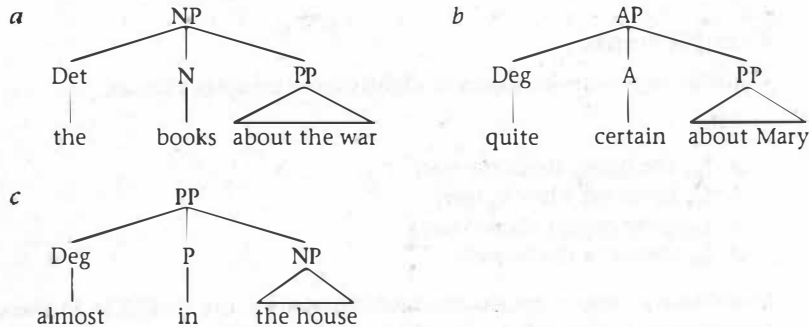 a NP b AP
Det N PP Deg A PP
the books about the war quite certain about Mary
c PP
Deg P NP
almost in the house